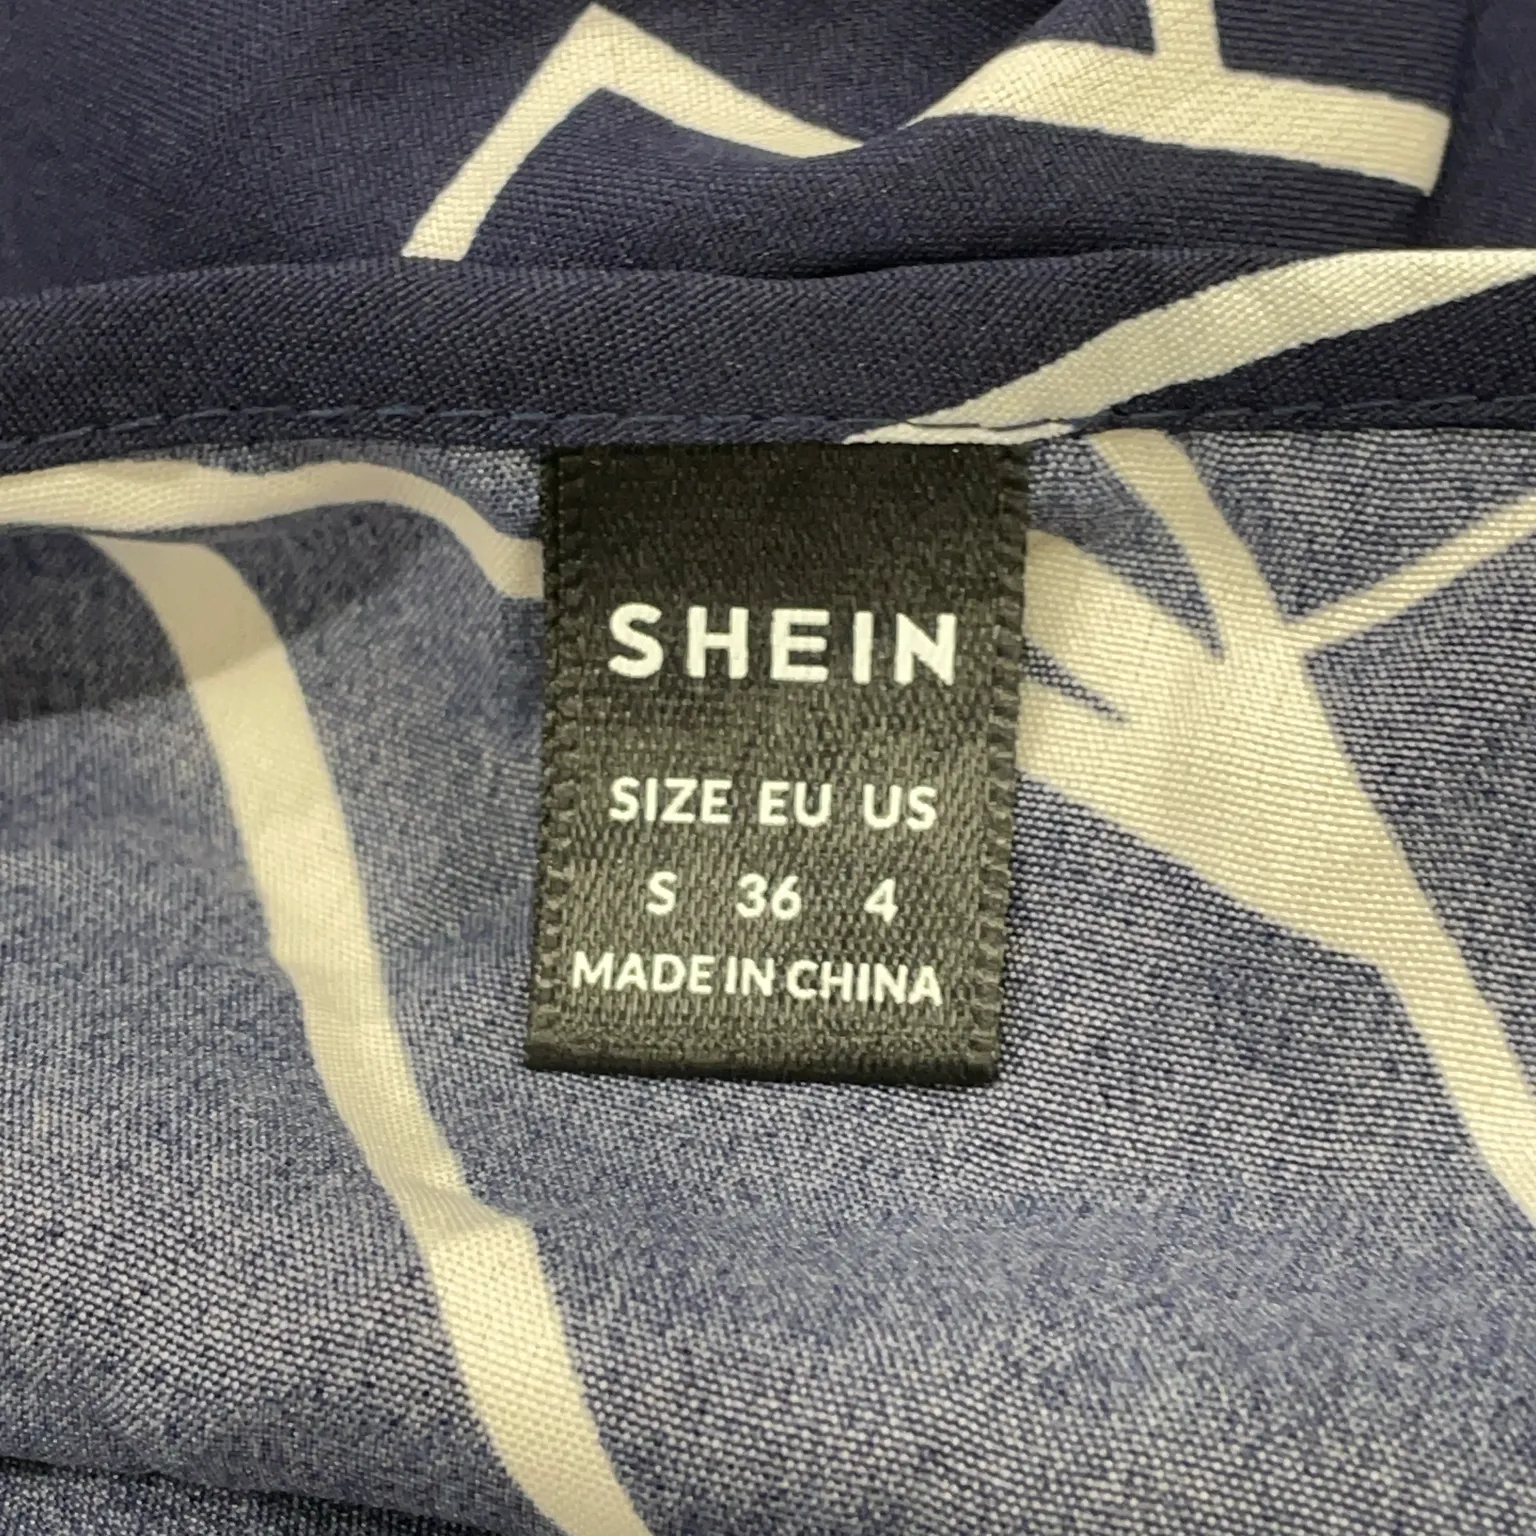 SHEIN
SIZE EU US
S 36 4
MADE IN CHINA